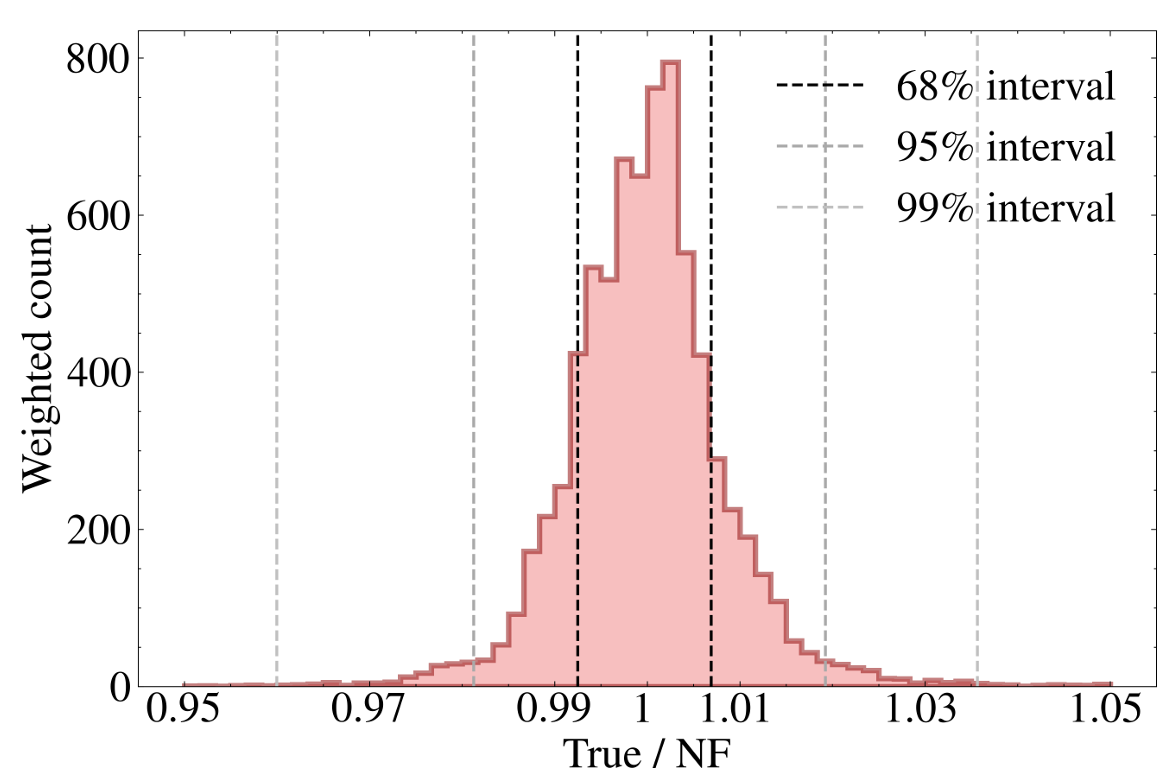 800
600
400
200
0
Weighted count
68% interval
95% interval
99% interval
0.95 0.97 0.99 1 1.01 1.03 1.05
True / NF